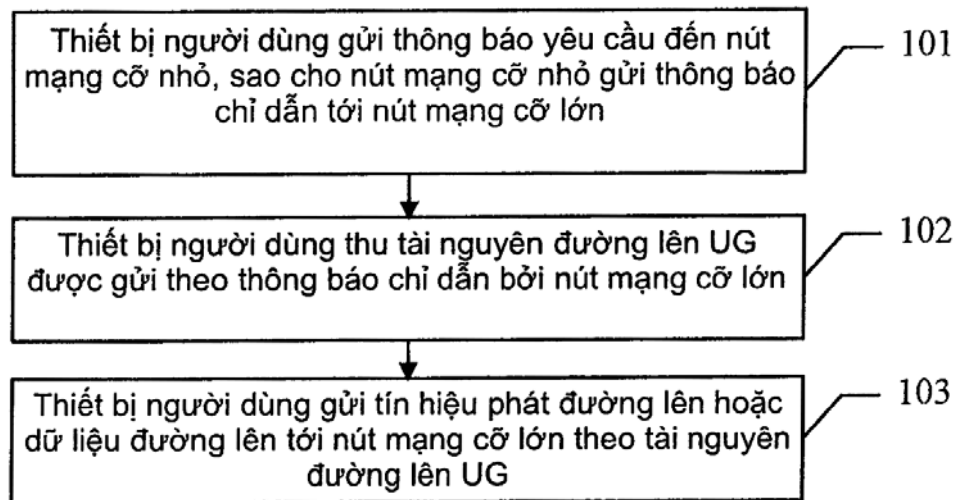 Thiết bị người dùng gửi thông báo yêu cầu đến nút
mạng cỡ nhỏ, sao cho nút mạng cỡ nhỏ gửi thông báo
chỉ dẫn tới nút mạng cỡ lớn
101
Thiết bị người dùng thu tài nguyên đường lên UG
được gửi theo thông báo chỉ dẫn bởi nút mạng cỡ lớn
102
Thiết bị người dùng gửi tín hiệu phát đường lên hoặc
dữ liệu đường lên tới nút mạng cỡ lớn theo tài nguyên
đường lên UG
103